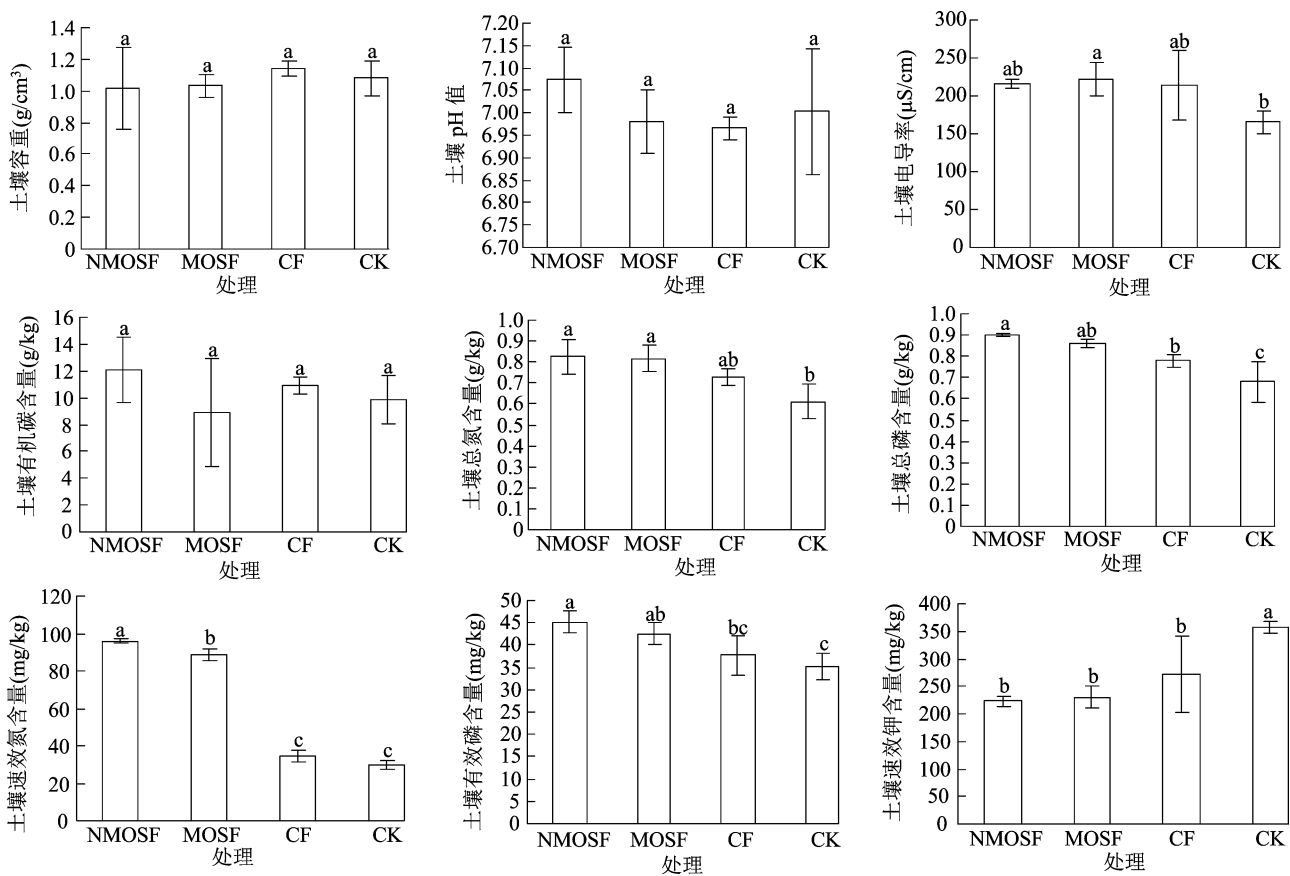 土壤容重(g/cm³)
1.4
1.2
1.0
0.8
0.6
0.4
0.2
0
a
a
a
a
NMOSF MOSF CF CK
处理
土壤 pH 值
7.20
7.15
7.10
7.05
7.00
6.95
6.90
6.85
6.80
6.75
6.70
a
a
a
a
NMOSF MOSF CF CK
处理
土壤电导率(μS/cm)
300
250
200
150
100
50
0
ab
a
ab
b
NMOSF MOSF CF CK
处理
土壤有机碳含量(g/kg)
16
14
12
10
8
6
4
2
0
a
a
a
a
NMOSF MOSF CF CK
处理
土壤总氮含量(g/kg)
1.0
0.9
0.8
0.7
0.6
0.5
0.4
0.3
0.2
0.1
0
a
a
ab
b
NMOSF MOSF CF CK
处理
土壤总磷含量(g/kg)
1.0
0.9
0.8
0.7
0.6
0.5
0.4
0.3
0.2
0.1
0
a
ab
b
c
NMOSF MOSF CF CK
处理
土壤速效氮含量(mg/kg)
120
100
80
60
40
20
0
a
b
c
c
NMOSF MOSF CF CK
处理
土壤有效磷含量(mg/kg)
50
45
40
35
30
25
20
15
10
5
0
a
ab
bc
c
NMOSF MOSF CF CK
处理
土壤速效钾含量(mg/kg)
400
350
300
250
200
150
100
50
0
b
b
b
a
NMOSF MOSF CF CK
处理